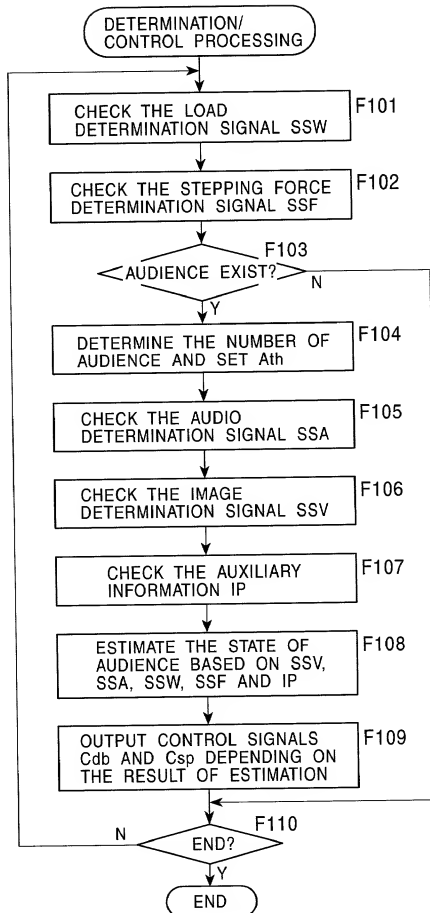 DETERMINATION/
CONTROL PROCESSING
CHECK THE LOAD
DETERMINATION SIGNAL SSW
F101
CHECK THE STEPPING FORCE
DETERMINATION SIGNAL SSF
F102
F103
AUDIENCE EXIST?
N
Y
DETERMINE THE NUMBER OF
AUDIENCE AND SET Ath
F104
CHECK THE AUDIO
DETERMINATION SIGNAL SSA
F105
CHECK THE IMAGE
DETERMINATION SIGNAL SSV
F106
CHECK THE AUXILIARY
INFORMATION IP
F107
ESTIMATE THE STATE OF
AUDIENCE BASED ON SSV,
SSA, SSW, SSF AND IP
F108
OUTPUT CONTROL SIGNALS
Cdb AND Csp DEPENDING ON
THE RESULT OF ESTIMATION
F109
F110
N
END?
Y
END